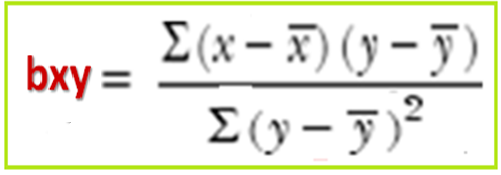 bxy = Σ(x − x̄) (y − ȳ) / Σ(y − ȳ)²